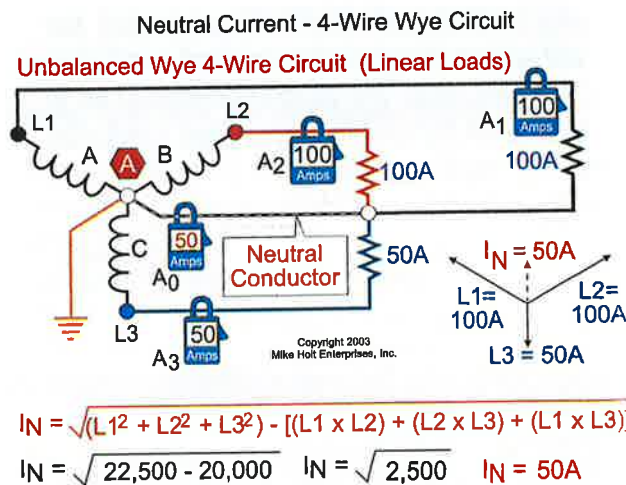 Neutral Current - 4-Wire Wye Circuit
Unbalanced Wye 4-Wire Circuit (Linear Loads)
L1
L2
A
A
B
C
A2
100
Amps
100A
A1
100
Amps
100A
50
Amps
A0
Neutral
Conductor
50A
L3
A3
50
Amps
Copyright 2003
Mike Holt Enterprises, Inc.
IN = 50A
L1=
100A
L2=
100A
L3 = 50A
IN = √(L1² + L2² + L3²) - [(L1 x L2) + (L2 x L3) + (L1 x L3)]
IN = √22,500 - 20,000 IN = √2,500 IN = 50A